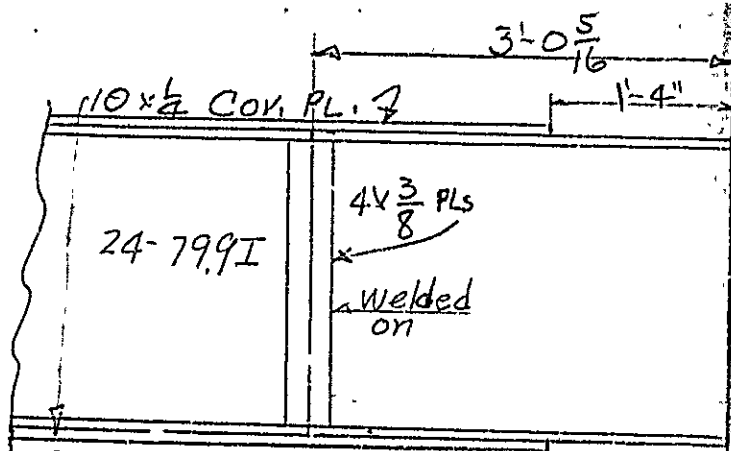 3'-0 5/16
1'-4"
10 x 1/4 COV. PL.
4 x 3/8 PLs
24-79.9I
welded
on